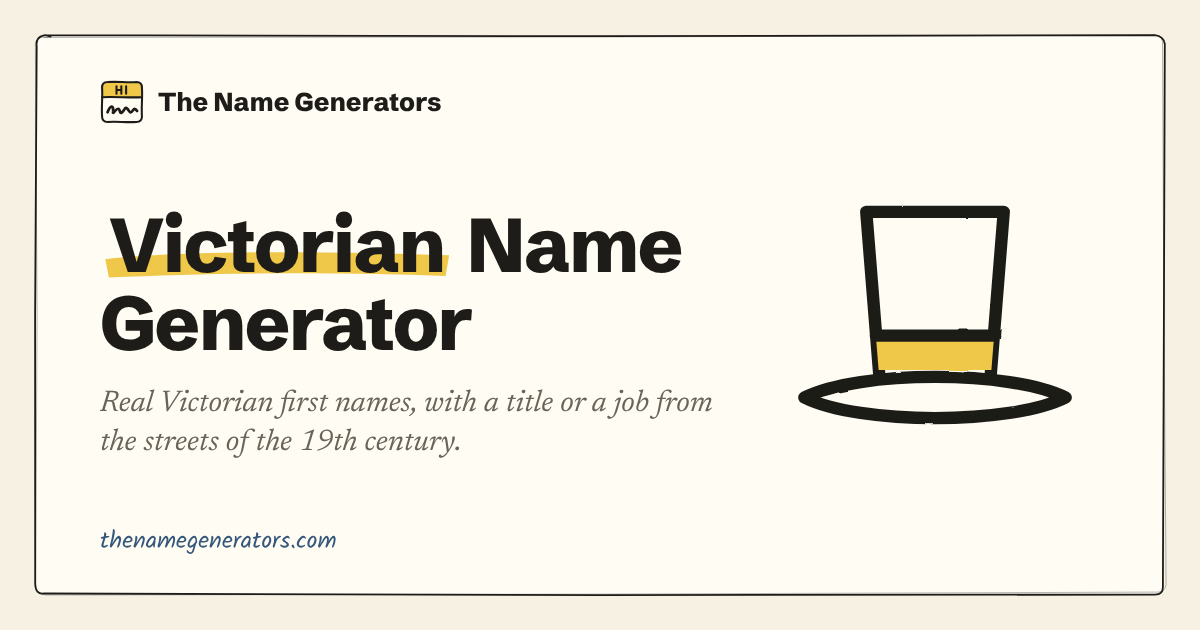 HI
The Name Generators
Victorian Name
Generator
Real Victorian first names, with a title or a job from
the streets of the 19th century.
thenamegenerators.com